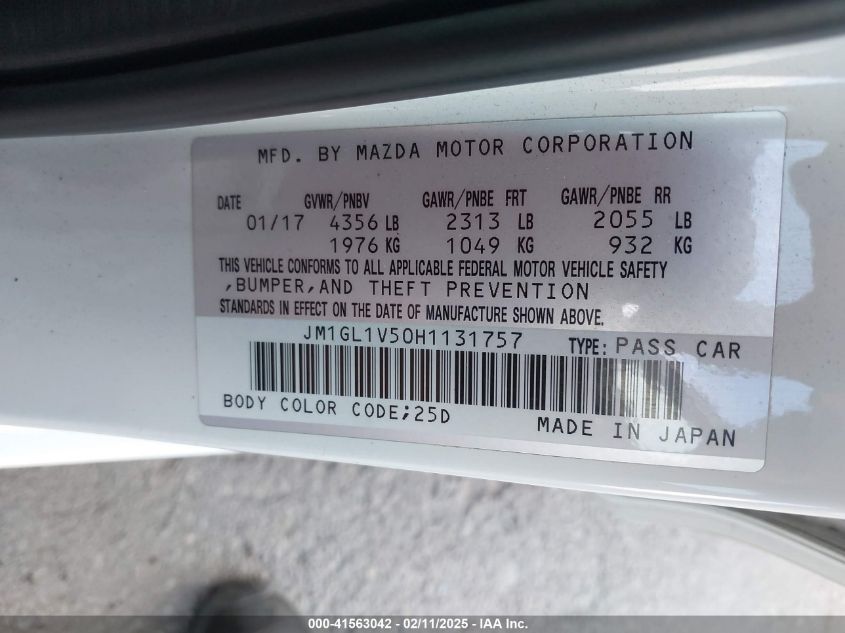 MFD. BY MAZDA MOTOR CORPORATION
DATE GVWR/PNBV GAWR/PNBE FRT GAWR/PNBE RR
01/17 4356 LB 2313 LB 2055 LB
1976 KG 1049 KG 932 KG
THIS VEHICLE CONFORMS TO ALL APPLICABLE FEDERAL MOTOR VEHICLE SAFETY
,BUMPER,AND THEFT PREVENTION
STANDARDS IN EFFECT ON THE DATE OF MANUFACTURE SHOWN ABOVE.
JM1GL1V50H1131757 TYPE: PASS CAR
BODY COLOR CODE;25D MADE IN JAPAN
000-41563042 - 02/11/2025 - IAA Inc.